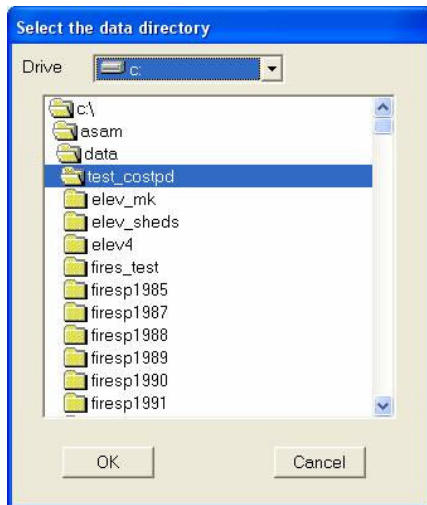 Select the data directory
Drive c:
c:\
asam
data
test_costpd
elev_mk
elev_sheds
elev4
fires_test
firesp1985
firesp1987
firesp1988
firesp1989
firesp1990
firesp1991
OK Cancel